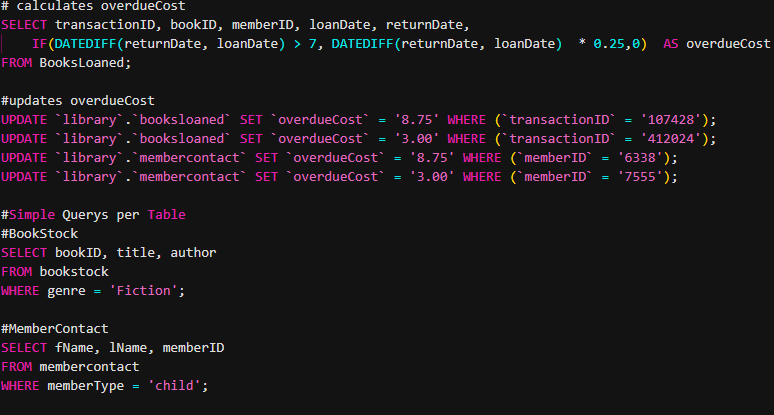 # calculates overdueCost
SELECT transactionID, bookID, memberID, loanDate, returnDate,
IF(DATEDIFF(returnDate, loanDate) > 7, DATEDIFF(returnDate, loanDate) * 0.25,0) AS overdueCost
FROM BooksLoaned;
#updates overdueCost
UPDATE `library`.`booksloaned` SET `overdueCost` = '8.75' WHERE (`transactionID` = '107428');
UPDATE `library`.`booksloaned` SET `overdueCost` = '3.00' WHERE (`transactionID` = '412024');
UPDATE `library`.`membercontact` SET `overdueCost` = '8.75' WHERE (`memberID` = '6338');
UPDATE `library`.`membercontact` SET `overdueCost` = '3.00' WHERE (`memberID` = '7555');
#Simple Querys per Table
#BookStock
SELECT bookID, title, author
FROM bookstock
WHERE genre = 'Fiction';
#MemberContact
SELECT fName, lName, memberID
FROM membercontact
WHERE memberType = 'child';